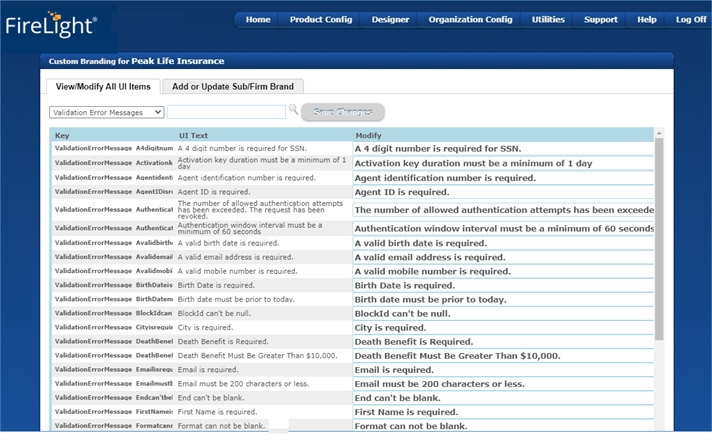 FireLight®
Home Product Config Designer Organization Config Utilities Support Help Log Off
Custom Branding for Peak Life Insurance
View/Modify All UI Items Add or Update Sub/Firm Brand
Validation Error Messages Save Changes
Key UI Text Modify
ValidationErrorMessage A4digitnum A 4 digit number is required for SSN. A 4 digit number is required for SSN.
ValidationErrorMessage Activationk Activation key duration must be a minimum of 1 day Activation key duration must be a minimum of 1 day
ValidationErrorMessage Agentidenti Agent identification number is required. Agent identification number is required.
ValidationErrorMessage AgentIDisre Agent ID is required. Agent ID is required.
ValidationErrorMessage Authenticat The number of allowed authentication attempts has been exceeded. The request has been revoked. The number of allowed authentication attempts has been exceede
ValidationErrorMessage Authenticat Authentication window interval must be a minimum of 60 seconds Authentication window interval must be a minimum of 60 seconds
ValidationErrorMessage Avalidbirth A valid birth date is required. A valid birth date is required.
ValidationErrorMessage Avalidemail A valid email address is required. A valid email address is required.
ValidationErrorMessage Avalidmobi A valid mobile number is required. A valid mobile number is required.
ValidationErrorMessage BirthDateis Birth Date is required. Birth Date is required.
ValidationErrorMessage BirthDatem Birth date must be prior to today. Birth date must be prior to today.
ValidationErrorMessage BlockIdcan BlockId can't be null. BlockId can't be null.
ValidationErrorMessage Cityisrequir City is required. City is required.
ValidationErrorMessage DeathBenef Death Benefit is Required. Death Benefit is Required.
ValidationErrorMessage DeathBenef Death Benefit Must Be Greater Than $10,000. Death Benefit Must Be Greater Than $10,000.
ValidationErrorMessage Emailisrequ Email is required. Email is required.
ValidationErrorMessage Emailmustb Email must be 200 characters or less. Email must be 200 characters or less.
ValidationErrorMessage Endcan'tbel End can't be blank. End can't be blank.
ValidationErrorMessage FirstNameis First Name is required. First Name is required.
ValidationErrorMessage Formatcann Format can not be blank. Format can not be blank.